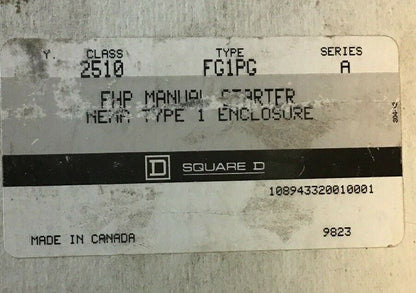 Y. CLASS TYPE SERIES
2510 FG1PG A
FHP MANUAL STARTER
NEMA TYPE 1 ENCLOSURE
D SQUARE D
108943320010001
MADE IN CANADA 9823